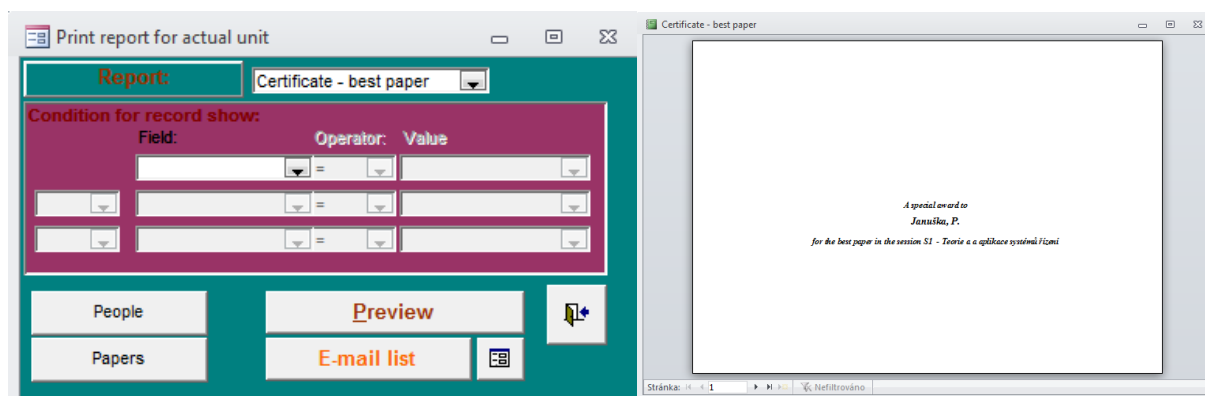 Print report for actual unit
Report:
Certificate - best paper
Condition for record show:
Field:
Operator:
Value
=
=
=
People
Preview
Papers
E-mail list
Certificate - best paper
A special award to
Januška, P.
for the best paper in the session S1 - Teorie a a aplikace systémů řízení
Stránka:
1
Nefiltrováno